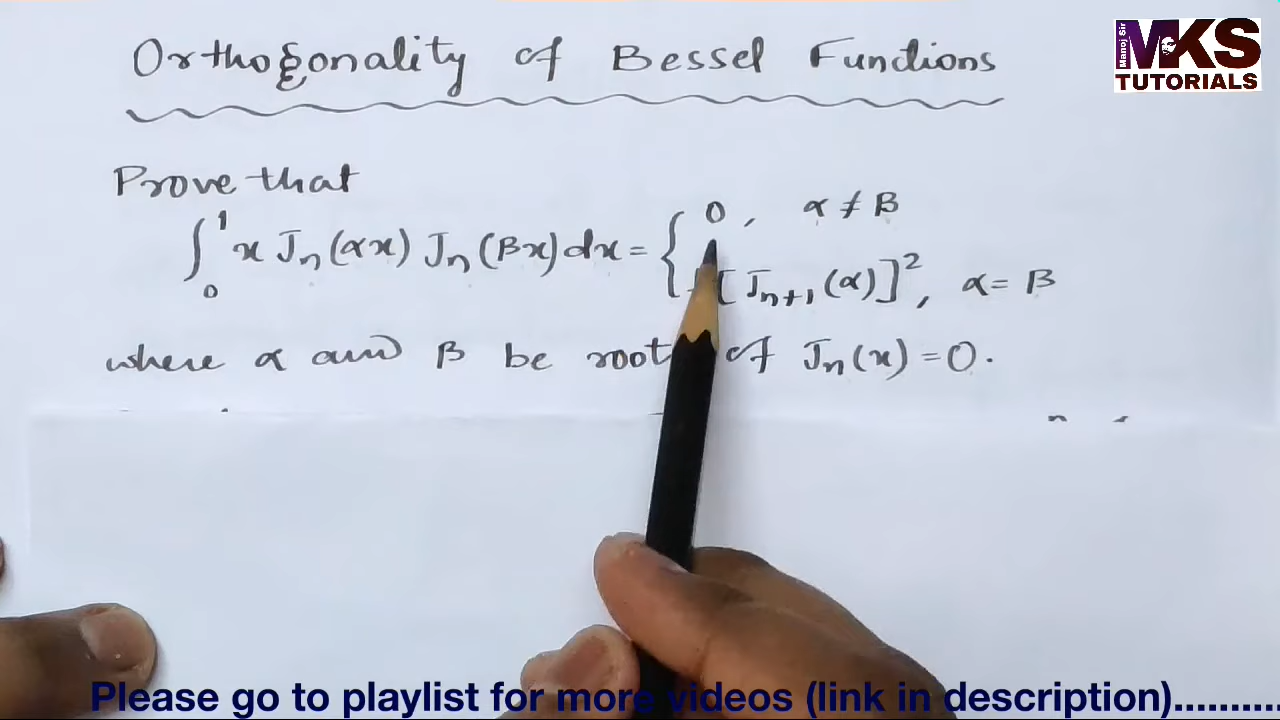 Orthogonality of Bessel Functions
Manoj Sir
MKS
TUTORIALS
Prove that
∫₀¹ x Jₙ(αx) Jₙ(βx) dx = { 0, α ≠ β
[Jₙ₊₁(α)]², α = β
where α and β be root of Jₙ(x) = 0.
Please go to playlist for more videos (link in description)..........